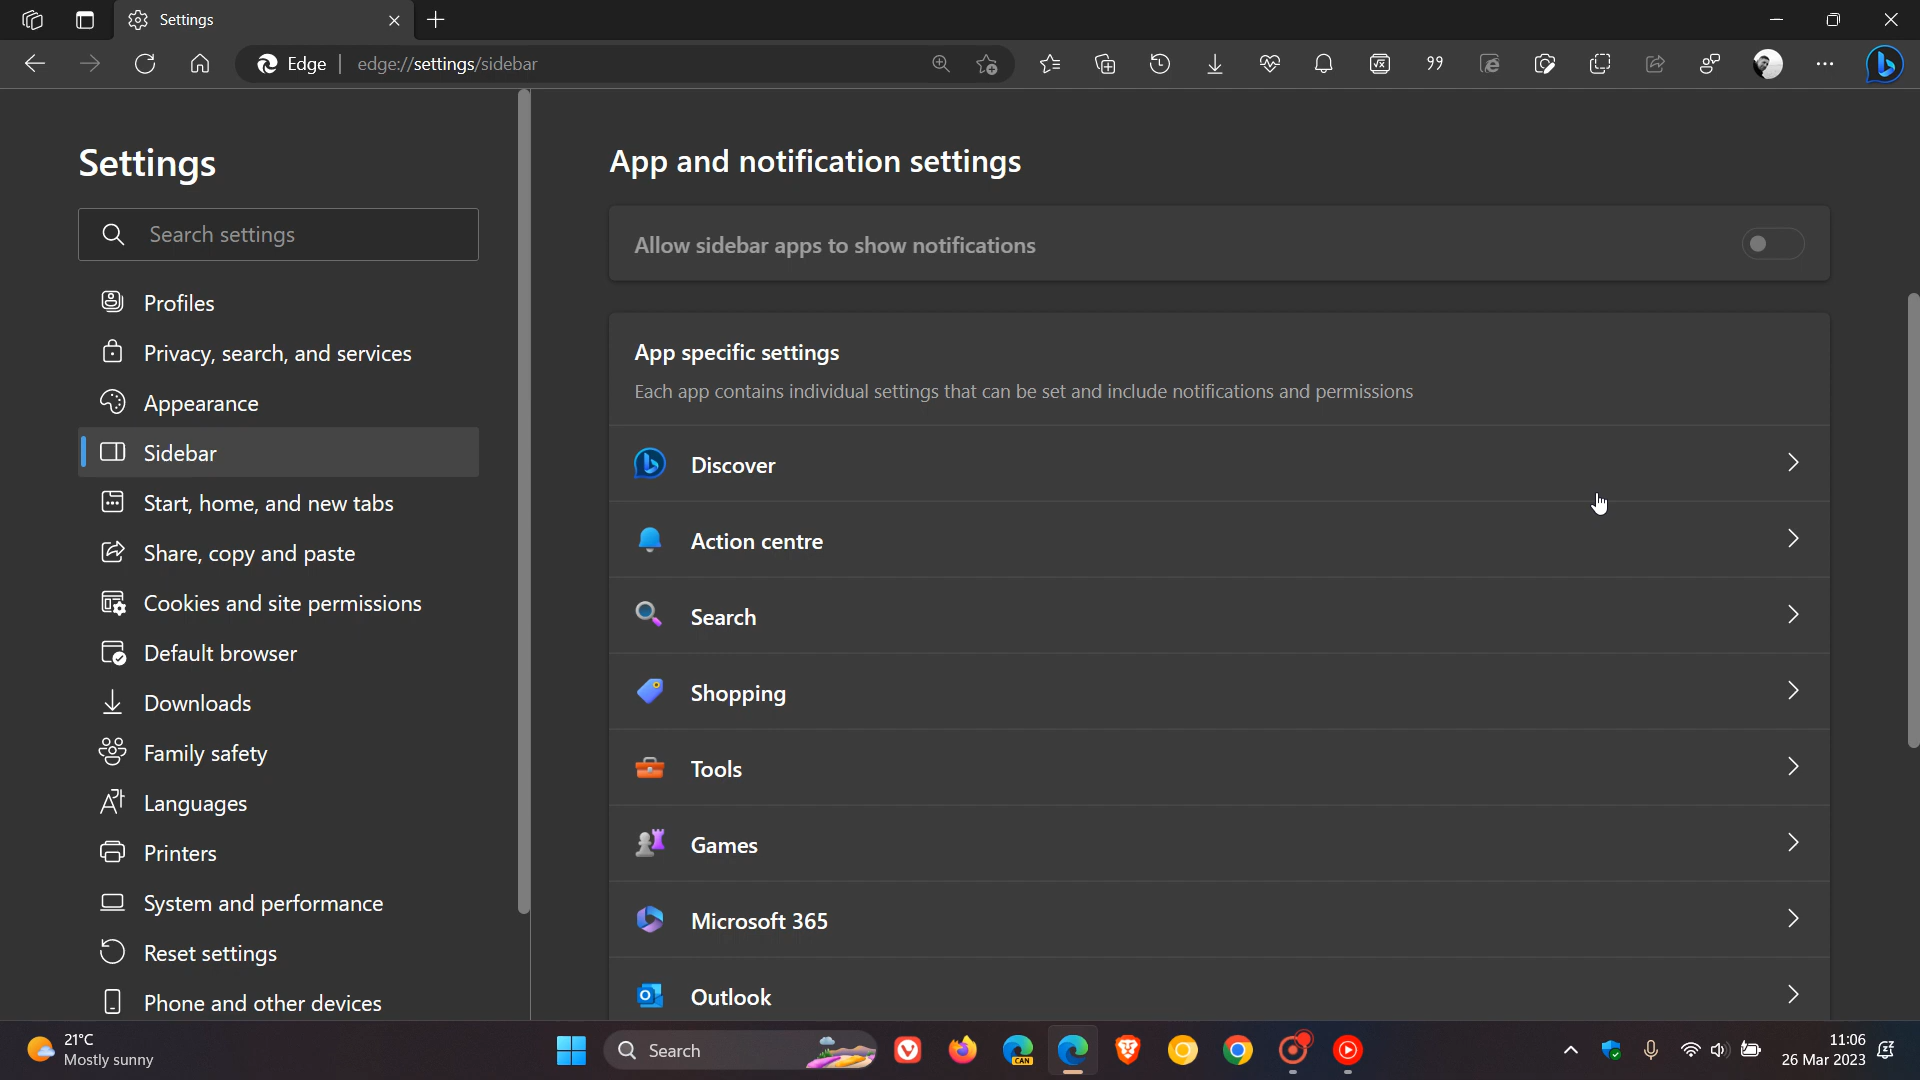 Settings
Edge
edge://settings/sidebar
Settings
Search settings
Profiles
Privacy, search, and services
Appearance
Sidebar
Start, home, and new tabs
Share, copy and paste
Cookies and site permissions
Default browser
Downloads
Family safety
Languages
Printers
System and performance
Reset settings
Phone and other devices
App and notification settings
Allow sidebar apps to show notifications
App specific settings
Each app contains individual settings that can be set and include notifications and permissions
Discover
Action centre
Search
Shopping
Tools
Games
Microsoft 365
Outlook
21°C
Mostly sunny
Search
CAN
11:06
26 Mar 2023